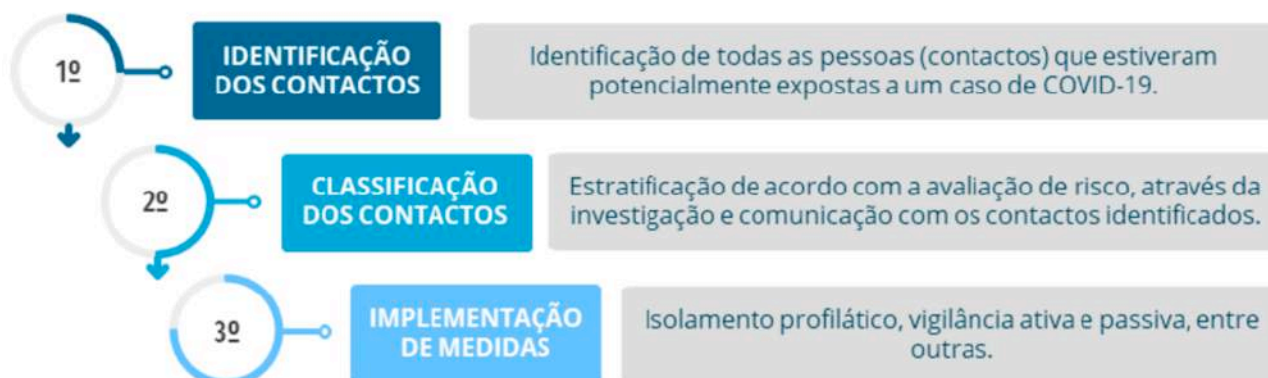 1º
IDENTIFICAÇÃO
DOS CONTACTOS
Identificação de todas as pessoas (contactos) que estiveram
potencialmente expostas a um caso de COVID-19.
2º
CLASSIFICAÇÃO
DOS CONTACTOS
Estratificação de acordo com a avaliação de risco, através da
investigação e comunicação com os contactos identificados.
3º
IMPLEMENTAÇÃO
DE MEDIDAS
Isolamento profilático, vigilância ativa e passiva, entre
outras.